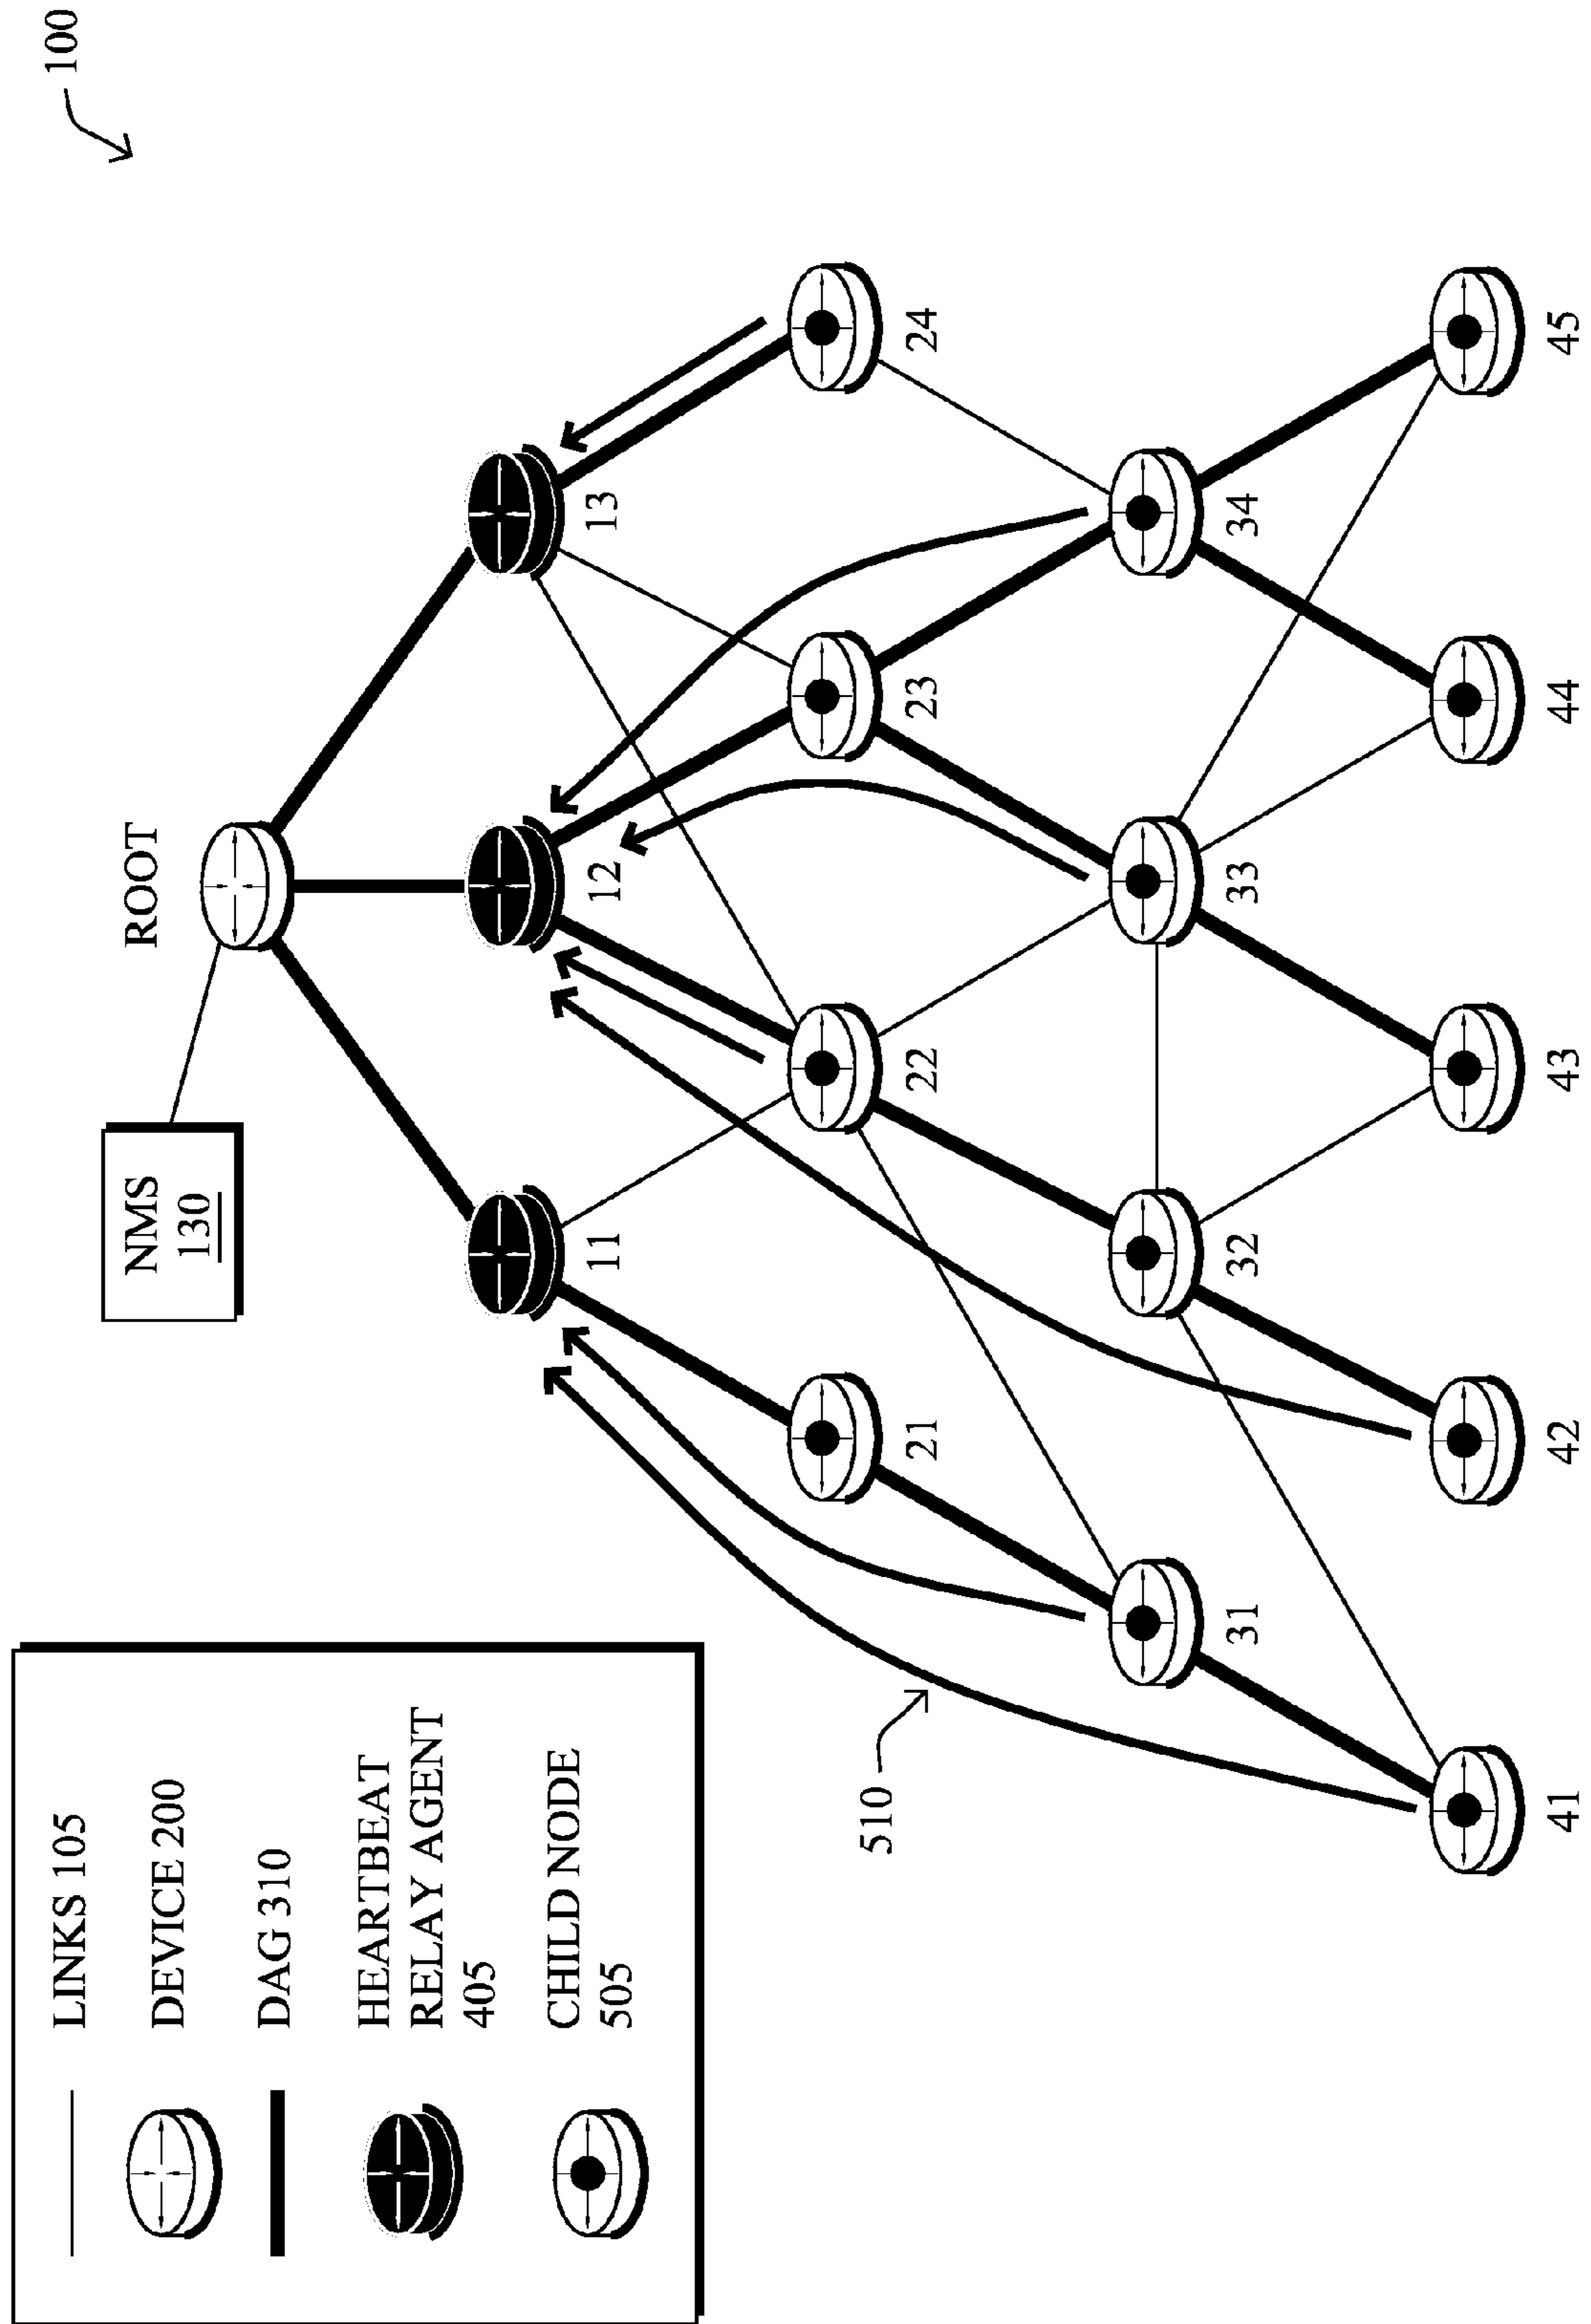 100
LINKS 105
DEVICE 200
DAG 310
HEARTBEAT
RELAY AGENT
405
CHILD NODE
505
NMS
130
ROOT
11
12
13
21
22
23
24
510
31
32
33
34
41
42
43
44
45